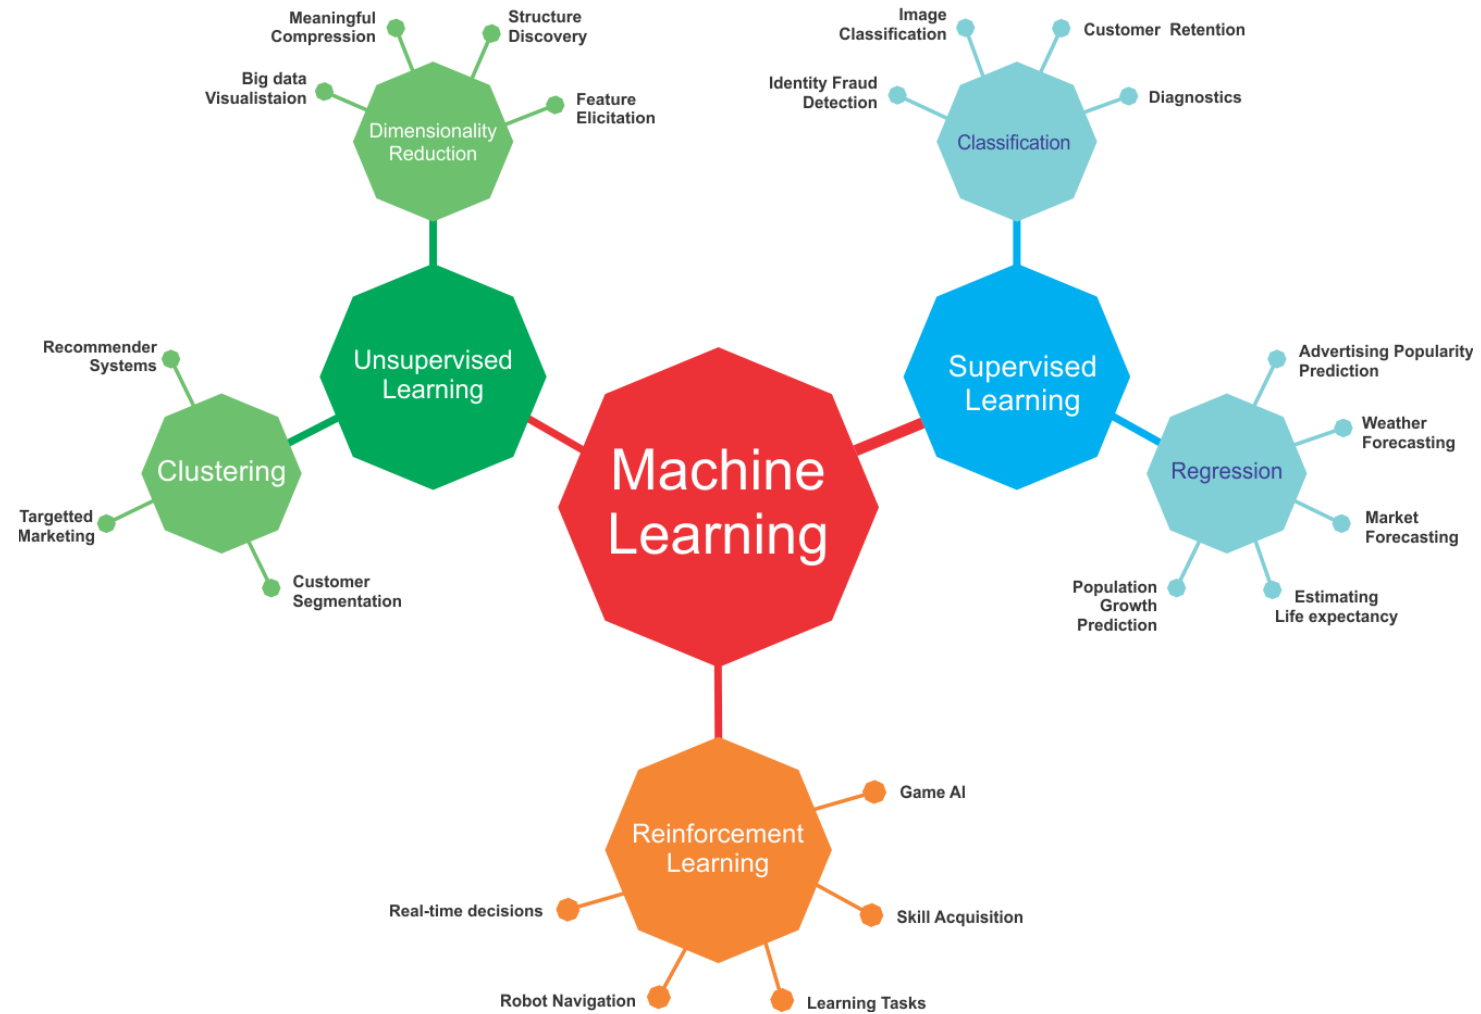 Meaningful
Compression
Structure
Discovery
Big data
Visualistaion
Feature
Elicitation
Dimensionality
Reduction
Image
Classification
Customer  Retention
Identity Fraud
Detection
Diagnostics
Classification
Unsupervised
Learning
Supervised
Learning
Recommender
Systems
Clustering
Targetted
Marketing
Customer
Segmentation
Machine
Learning
Advertising Popularity
Prediction
Weather
Forecasting
Regression
Market
Forecasting
Population
Growth
Prediction
Estimating
Life expectancy
Reinforcement
Learning
Game AI
Real-time decisions
Skill Acquisition
Robot Navigation
Learning Tasks